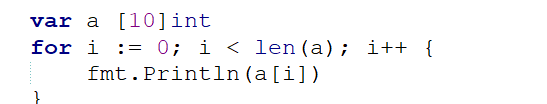 var a [10]int
for i := 0; i < len(a); i++ {
    fmt.Println(a[i])
}